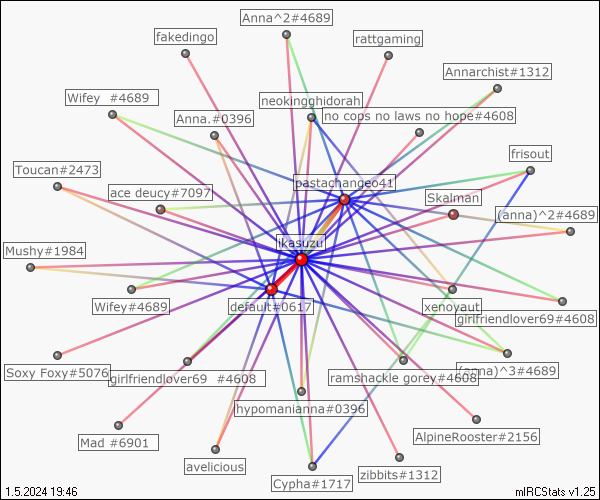 Anna^2#4689
fakedingo
rattgaming
Annarchist#1312
Wifey  #4689
neokingghidorah
Anna.#0396
no cops no laws no hope#4608
frisout
Toucan#2473
pastachangeo41
ace deucy#7097
Skalman
(anna)^2#4689
ikasuzu
Mushy#1984
Wifey#4689
default#0617
xenoyaut
girlfriendlover69#4608
Soxy Foxy#5076
girlfriendlover69  #4608
ramshackle gorey#4608
(anna)^3#4689
hypomanianna#0396
Mad #6901
AlpineRooster#2156
avelicious
zibbits#1312
Cypha#1717
1.5.2024 19:46
mIRCStats v1.25